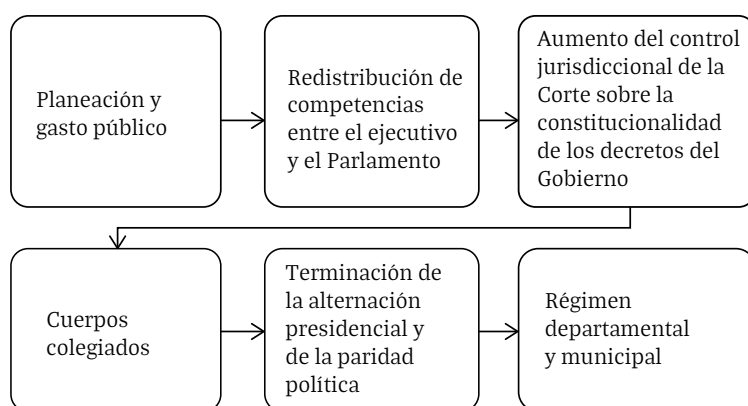 Planeación y
gasto público
Redistribución de
competencias
entre el ejecutivo
y el Parlamento
Aumento del control
jurisdiccional de la
Corte sobre la
constitucionalidad
de los decretos del
Gobierno
Cuerpos
colegiados
Terminación de
la alternación
presidencial y
de la paridad
política
Régimen
departamental
y municipal